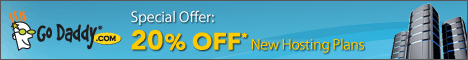 Go Daddy.COM
Special Offer:
20% OFF* New Hosting Plans